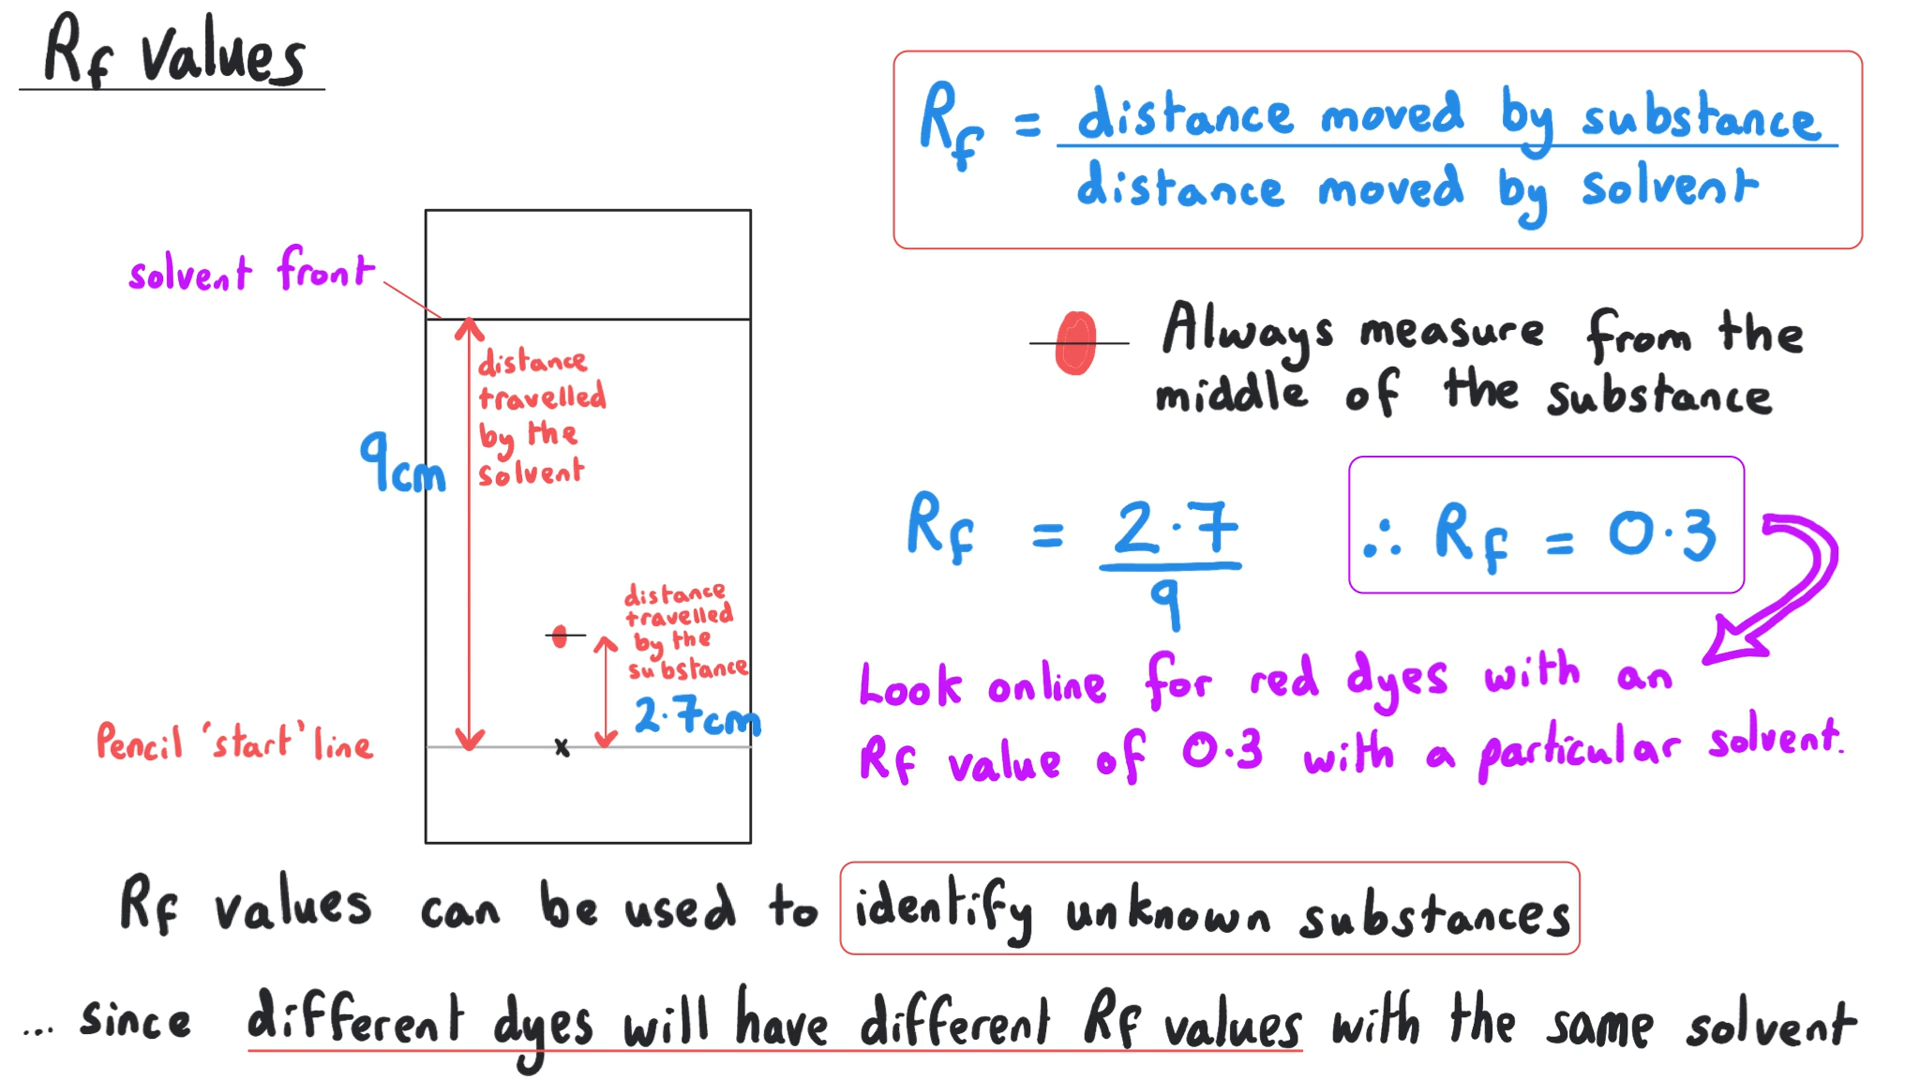 Rf values
Rf = distance moved by substance
distance moved by solvent
solvent front
distance
travelled
by the
solvent
9cm
Always measure from the
middle of the substance
Rf = 2.7
9
∴ Rf = 0.3
distance
travelled
by the
substance
2.7cm
Pencil 'start' line
x
Look online for red dyes with an
Rf value of 0.3 with a particular solvent.
Rf values can be used to identify unknown substances
... since different dyes will have different Rf values with the same solvent